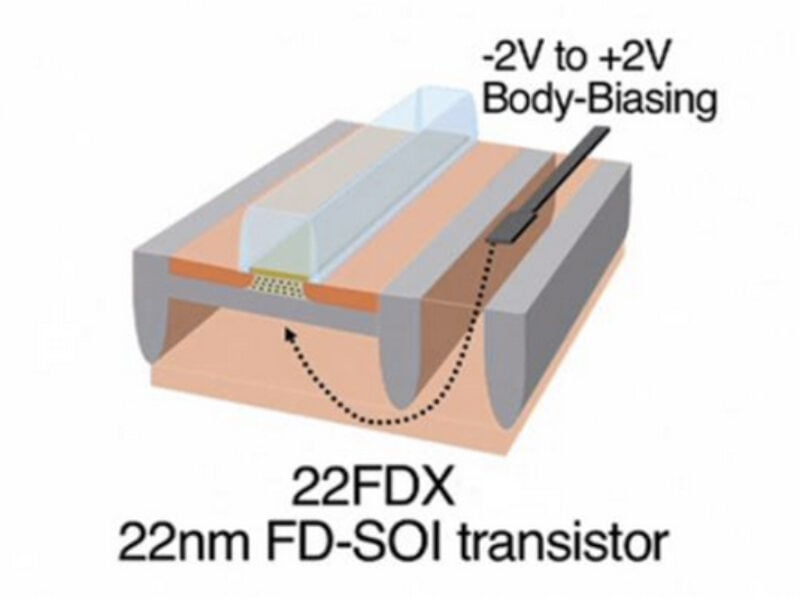 -2V to +2V
Body-Biasing
22FDX
22nm FD-SOI transistor